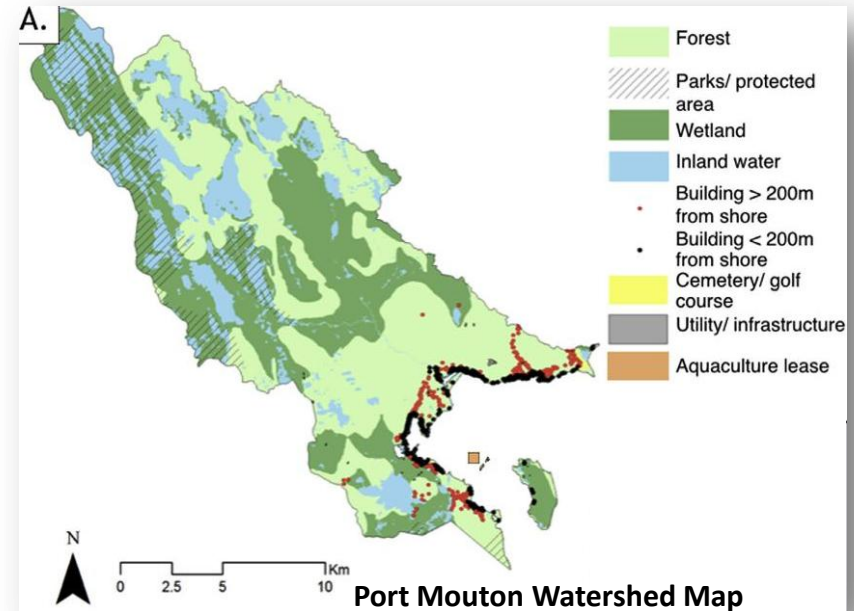 A.
Forest
Parks/ protected
area
Wetland
Inland water
Building > 200m
from shore
Building < 200m
from shore
Cemetery/ golf
course
Utility/ infrastructure
Aquaculture lease
N
Km
0 2.5 5 10
Port Mouton Watershed Map